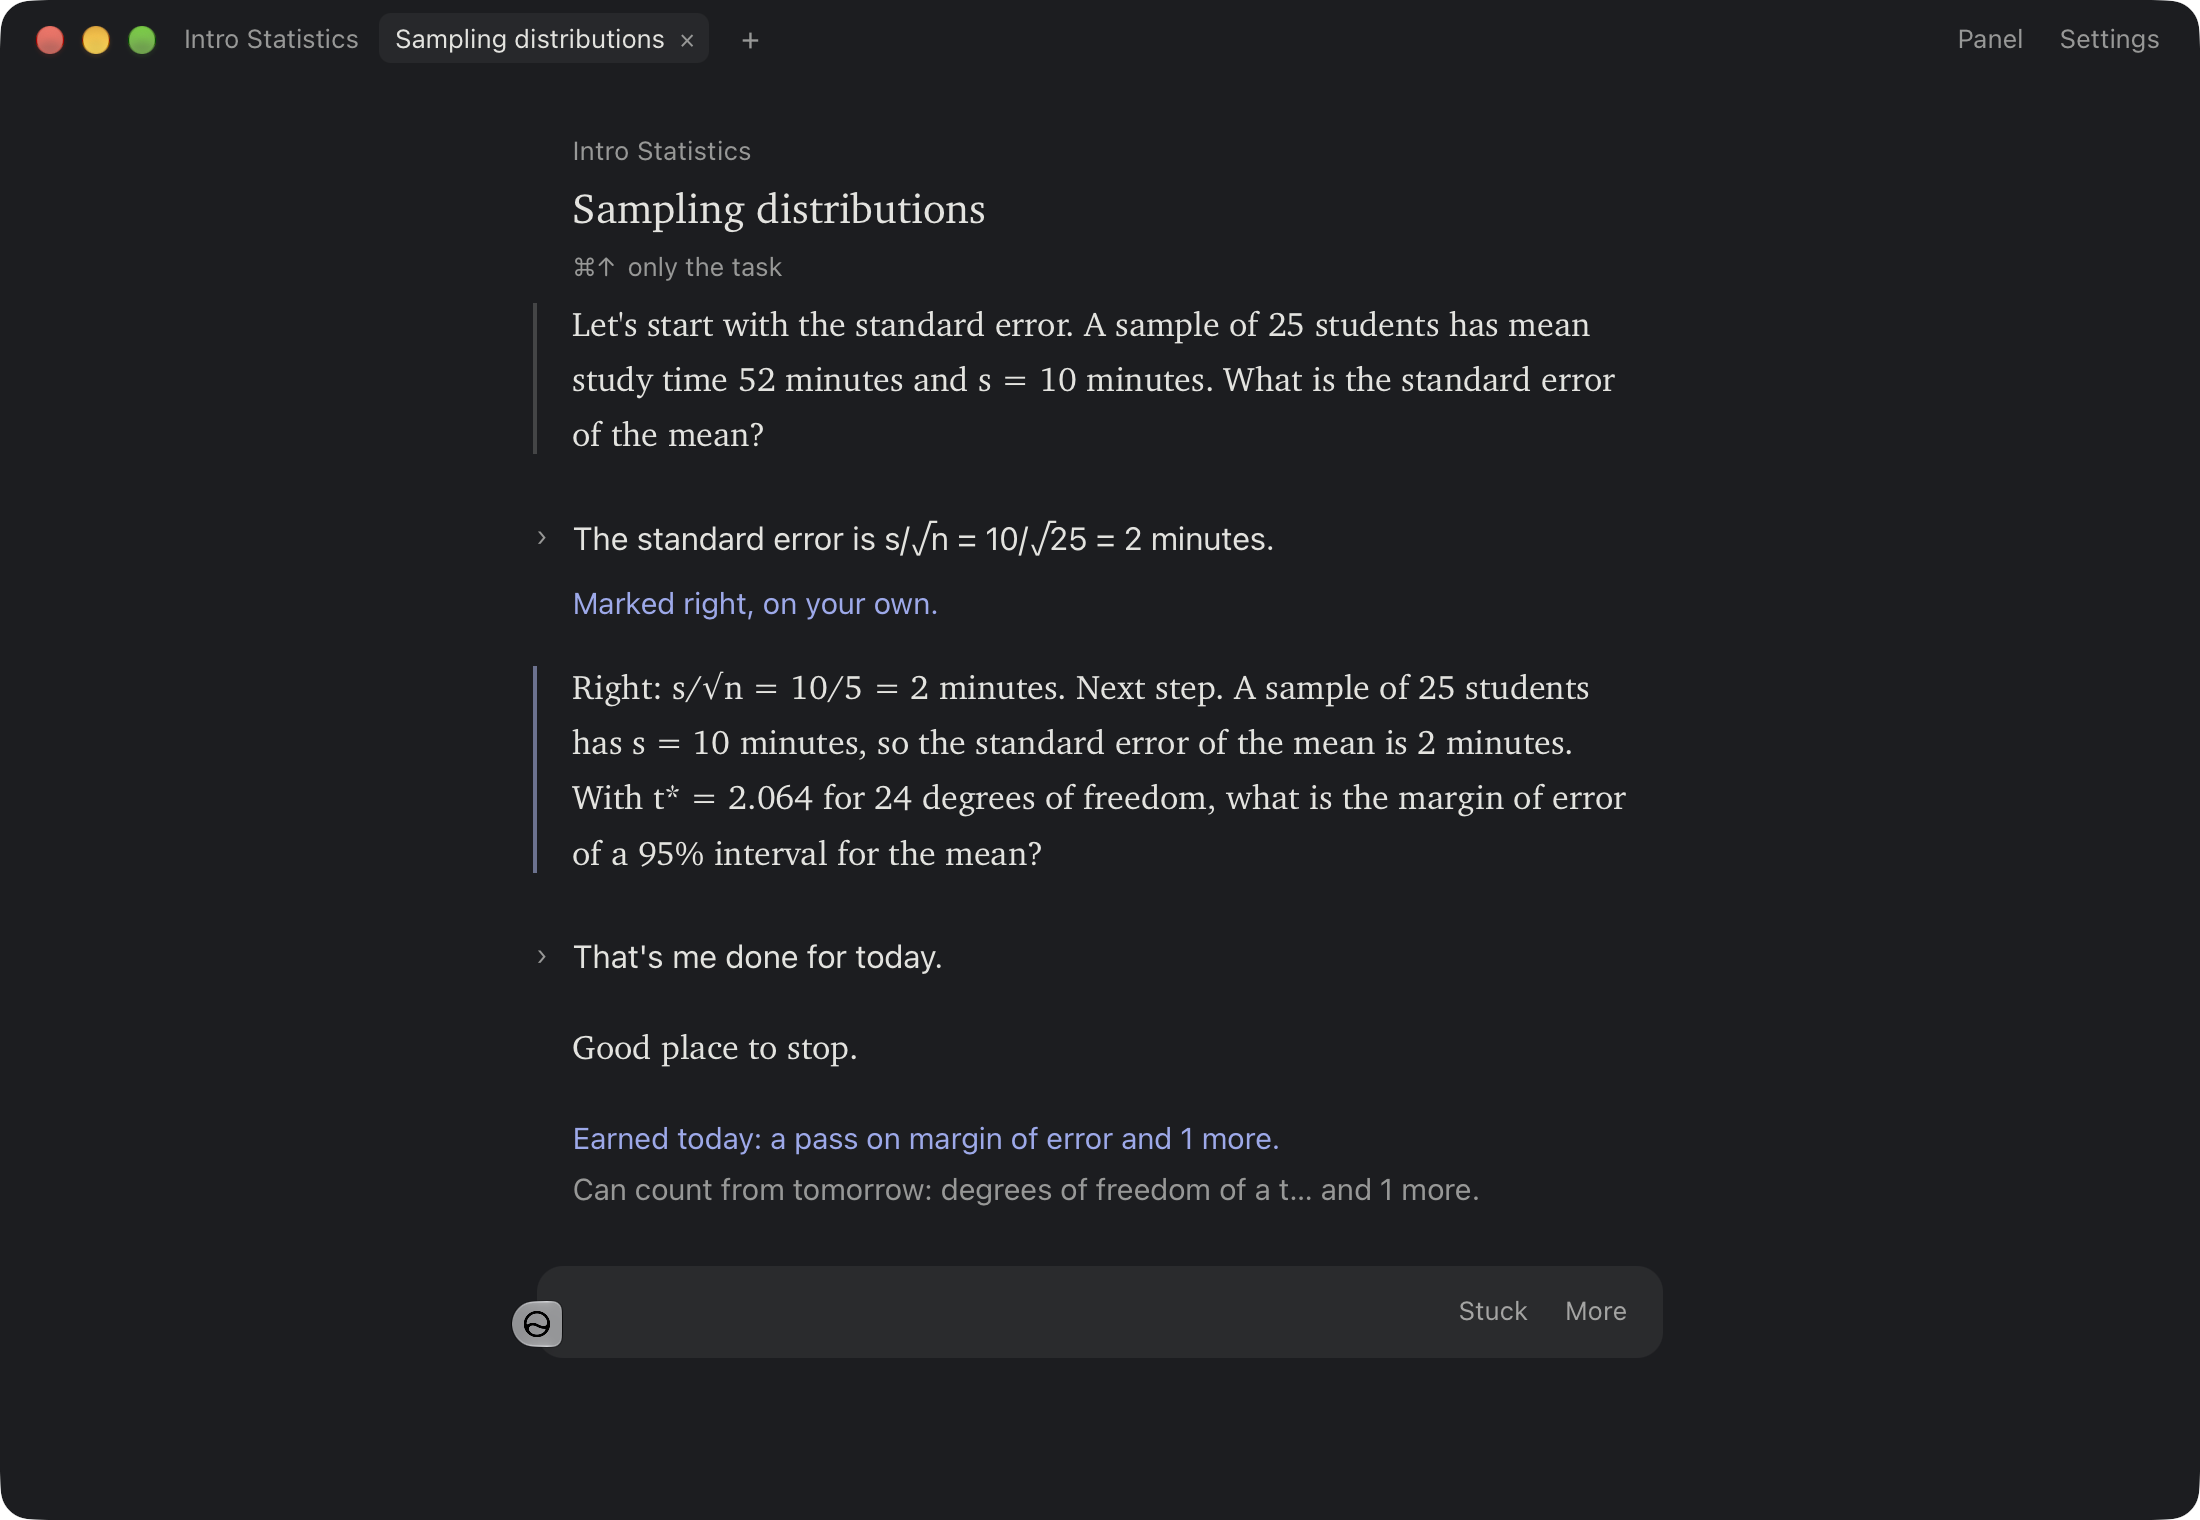 Intro Statistics
Sampling distributions ×
+
Panel
Settings
Intro Statistics
Sampling distributions
⌘↑ only the task
Let's start with the standard error. A sample of 25 students has mean
study time 52 minutes and s = 10 minutes. What is the standard error
of the mean?
› The standard error is s/√n = 10/√25 = 2 minutes.
Marked right, on your own.
Right: s/√n = 10/5 = 2 minutes. Next step. A sample of 25 students
has s = 10 minutes, so the standard error of the mean is 2 minutes.
With t* = 2.064 for 24 degrees of freedom, what is the margin of error
of a 95% interval for the mean?
› That's me done for today.
Good place to stop.
Earned today: a pass on margin of error and 1 more.
Can count from tomorrow: degrees of freedom of a t… and 1 more.
Stuck
More